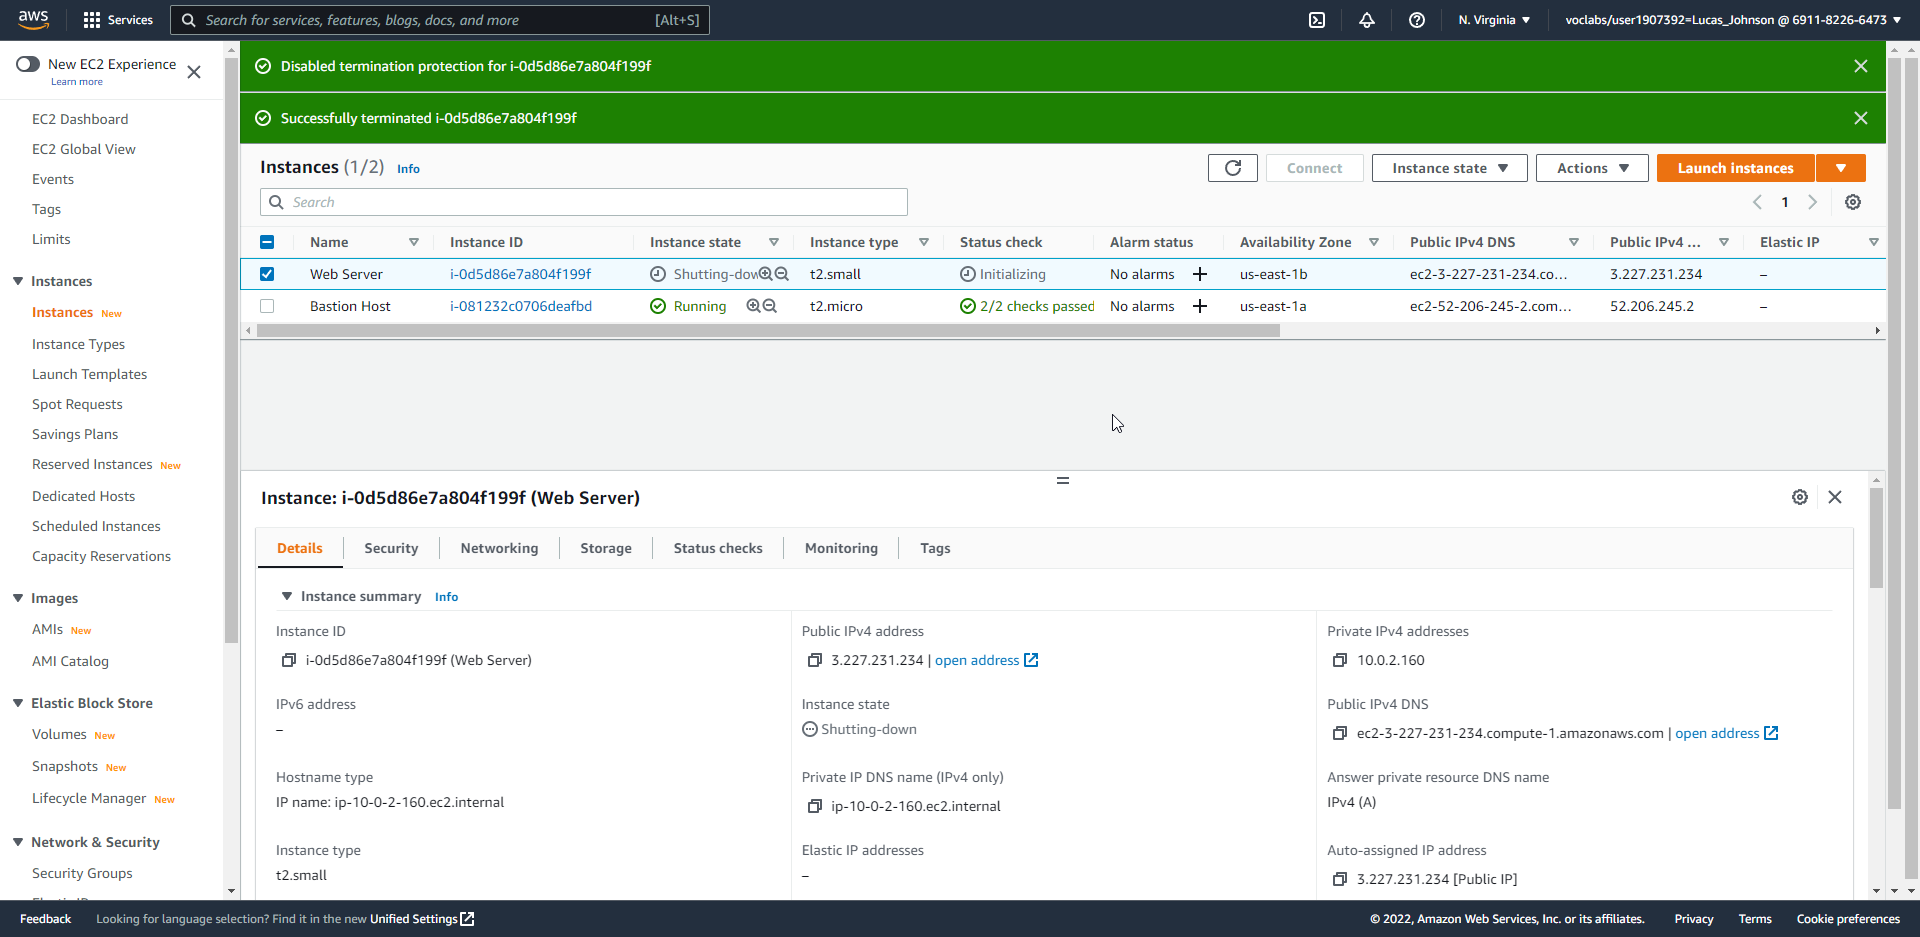 aws
Services
Search for services, features, blogs, docs, and more
[Alt+S]
N. Virginia
voclabs/user1907392=Lucas_Johnson @ 6911-8226-6473
New EC2 Experience
Learn more
EC2 Dashboard
EC2 Global View
Events
Tags
Limits
Instances
Instances New
Instance Types
Launch Templates
Spot Requests
Savings Plans
Reserved Instances New
Dedicated Hosts
Scheduled Instances
Capacity Reservations
Images
AMIs New
AMI Catalog
Elastic Block Store
Volumes New
Snapshots New
Lifecycle Manager New
Network & Security
Security Groups
Disabled termination protection for i-0d5d86e7a804f199f
Successfully terminated i-0d5d86e7a804f199f
Instances (1/2) Info
Connect
Instance state
Actions
Launch instances
Search
1
Name Instance ID Instance state Instance type Status check Alarm status Availability Zone Public IPv4 DNS Public IPv4 ... Elastic IP
Web Server i-0d5d86e7a804f199f Shutting-dow t2.small Initializing No alarms + us-east-1b ec2-3-227-231-234.co... 3.227.231.234 –
Bastion Host i-081232c0706deafbd Running t2.micro 2/2 checks passed No alarms + us-east-1a ec2-52-206-245-2.com... 52.206.245.2 –
Instance: i-0d5d86e7a804f199f (Web Server)
Details Security Networking Storage Status checks Monitoring Tags
Instance summary Info
Instance ID
i-0d5d86e7a804f199f (Web Server)
Public IPv4 address
3.227.231.234 | open address
Private IPv4 addresses
10.0.2.160
IPv6 address
–
Instance state
Shutting-down
Public IPv4 DNS
ec2-3-227-231-234.compute-1.amazonaws.com | open address
Hostname type
IP name: ip-10-0-2-160.ec2.internal
Private IP DNS name (IPv4 only)
ip-10-0-2-160.ec2.internal
Answer private resource DNS name
IPv4 (A)
Instance type
t2.small
Elastic IP addresses
–
Auto-assigned IP address
3.227.231.234 [Public IP]
Feedback
Looking for language selection? Find it in the new Unified Settings
© 2022, Amazon Web Services, Inc. or its affiliates.
Privacy
Terms
Cookie preferences